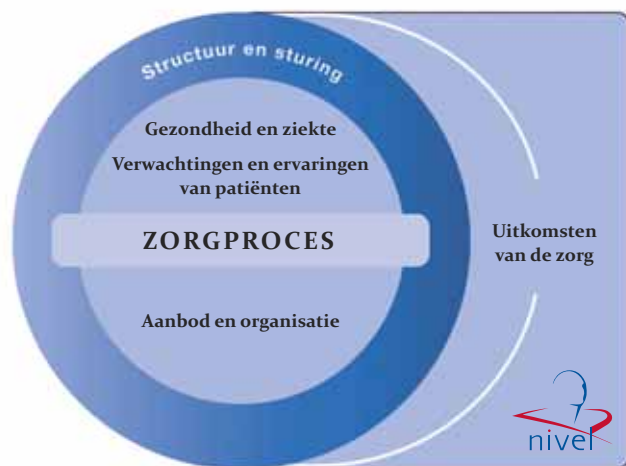 Structuur en sturing
Gezondheid en ziekte
Verwachtingen en ervaringen
van patiënten
ZORGPROCES
Aanbod en organisatie
Uitkomsten
van de zorg
nivel